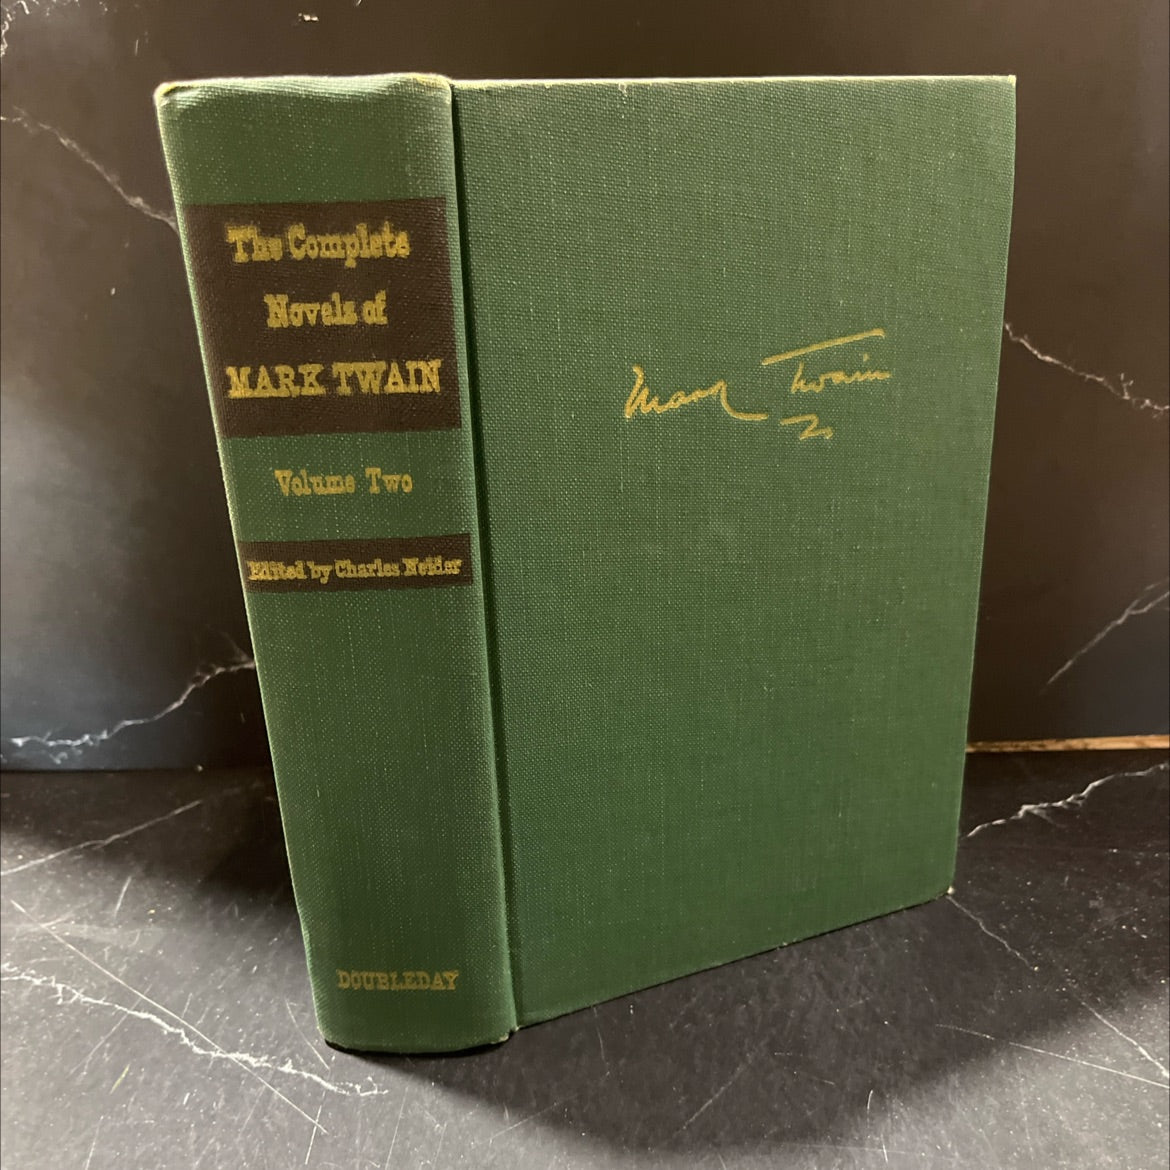 The Complete
Novels of
MARK TWAIN
Volume Two
Edited by Charles Neider
DOUBLEDAY
Mark Twain